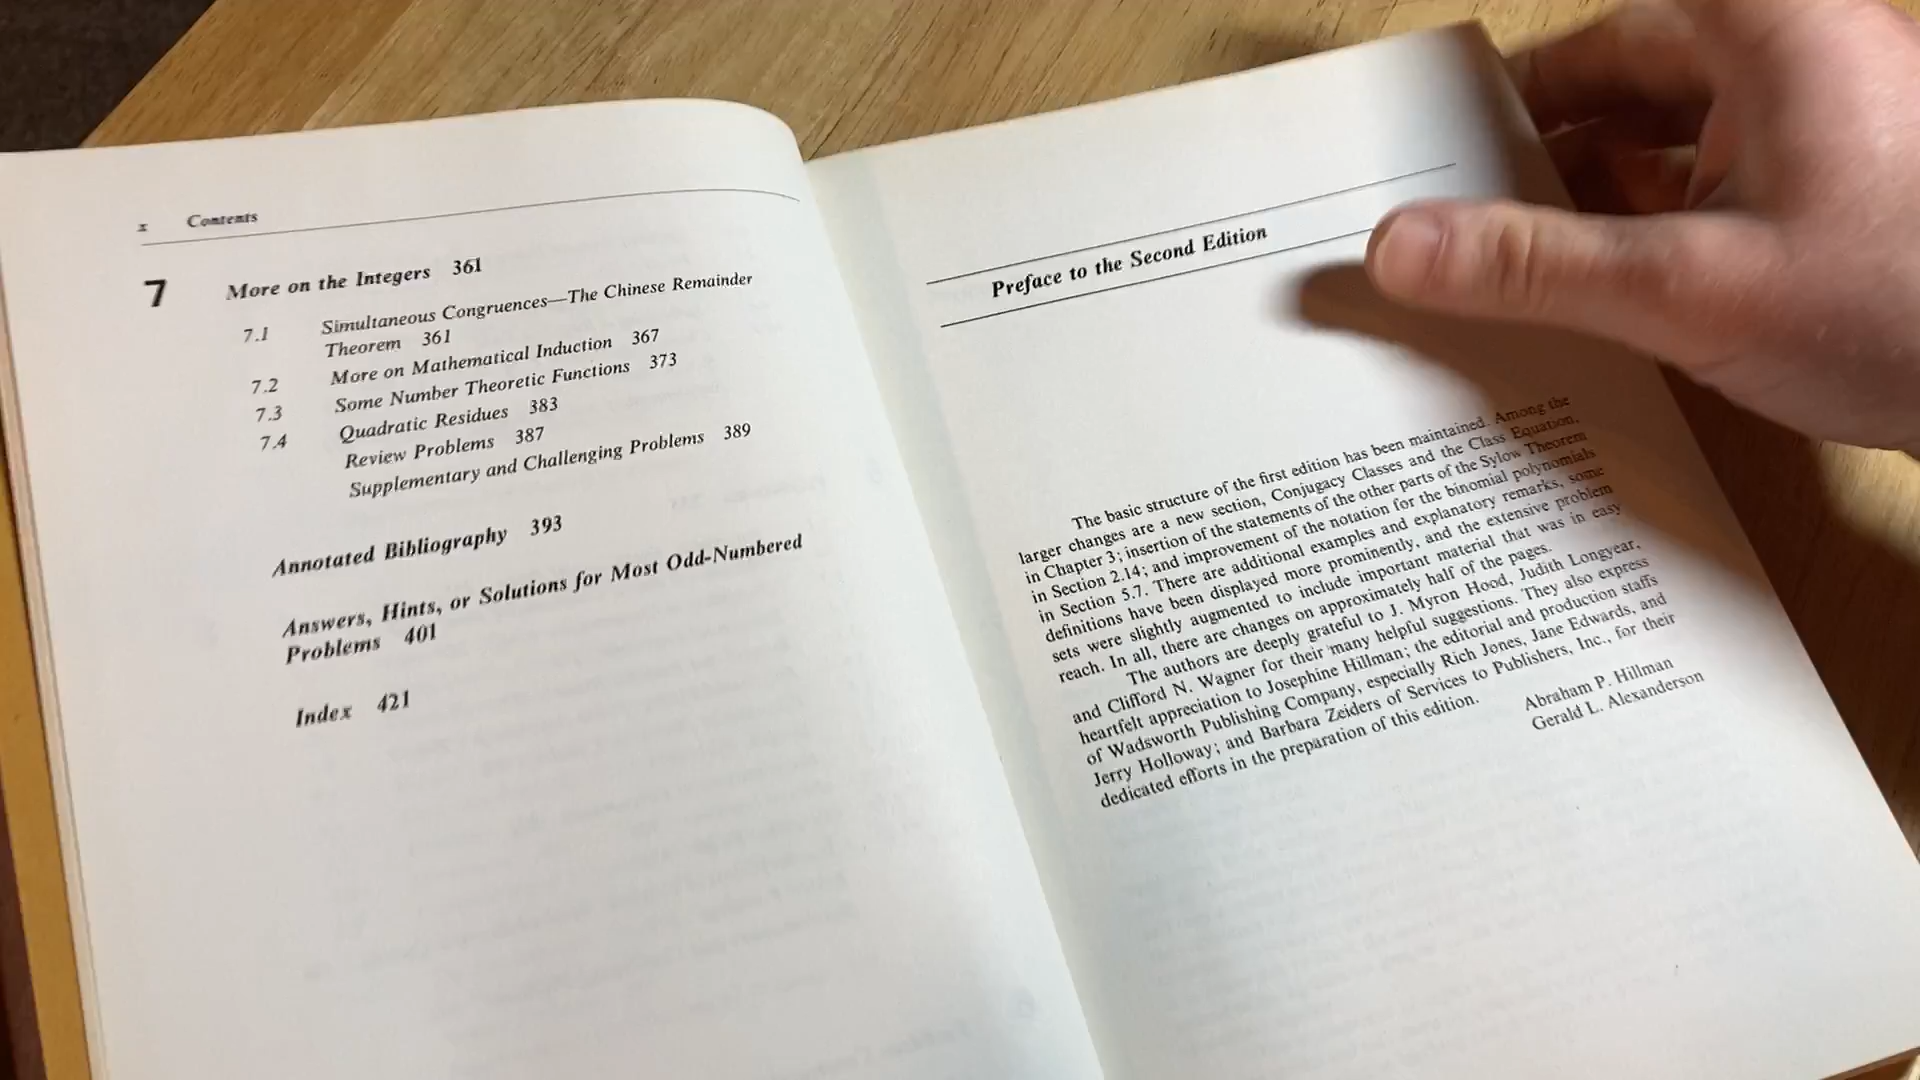 x Contents
7 More on the Integers 361
7.1 Simultaneous Congruences—The Chinese Remainder
Theorem 361
7.2 More on Mathematical Induction 367
7.3 Some Number Theoretic Functions 373
7.4 Quadratic Residues 383
Review Problems 387
Supplementary and Challenging Problems 389
Annotated Bibliography 393
Answers, Hints, or Solutions for Most Odd-Numbered
Problems 401
Index 421
Preface to the Second Edition
The basic structure of the first edition has been maintained. Among the
larger changes are a new section, Conjugacy Classes and the Class Equation,
in Chapter 3; insertion of the statements of the other parts of the Sylow Theorem
in Section 2.14; and improvement of the notation for the binomial polynomials
in Section 5.7. There are additional examples and explanatory remarks, some
definitions have been displayed more prominently, and the extensive problem
sets were slightly augmented to include important material that was in easy
reach. In all, there are changes on approximately half of the pages.
The authors are deeply grateful to J. Myron Hood, Judith Longyear,
and Clifford N. Wagner for their many helpful suggestions. They also express
heartfelt appreciation to Josephine Hillman; the editorial and production staffs
of Wadsworth Publishing Company, especially Rich Jones, Jane Edwards, and
Jerry Holloway; and Barbara Zeiders of Services to Publishers, Inc., for their
dedicated efforts in the preparation of this edition.
Abraham P. Hillman
Gerald L. Alexanderson